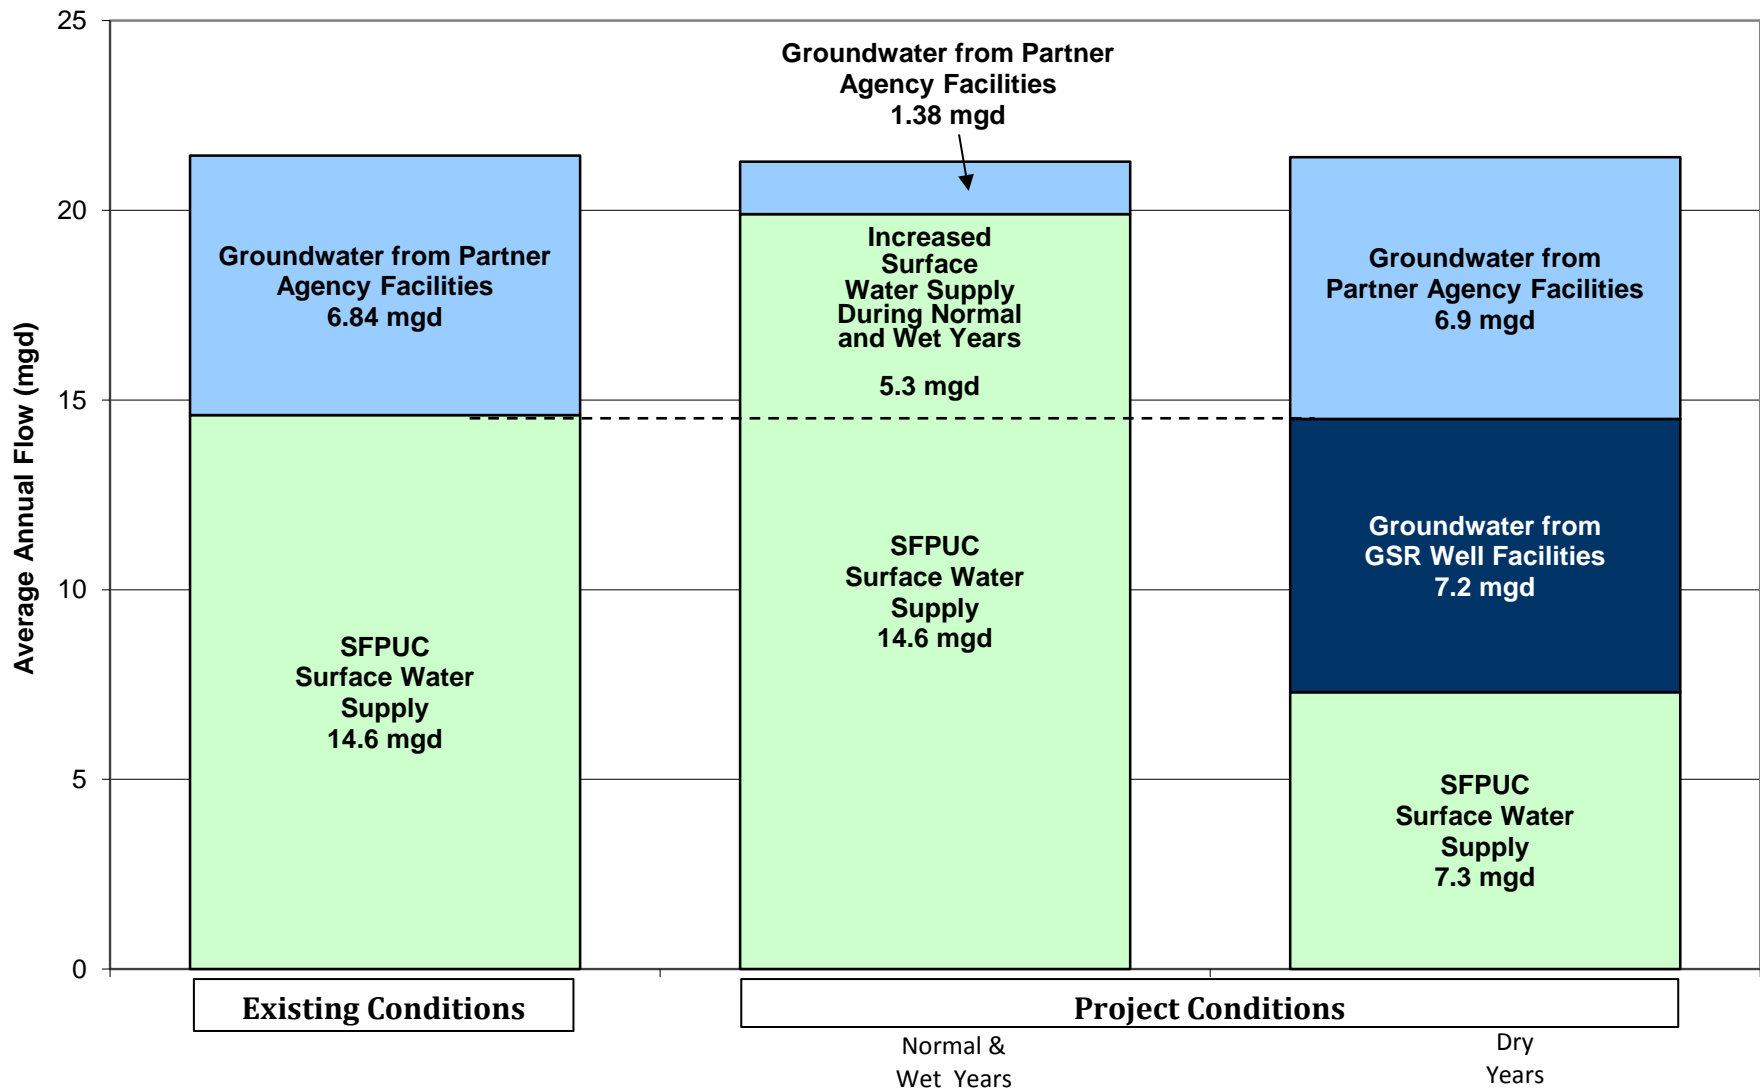 25
20
15
10
5
0
Average Annual Flow (mgd)
Groundwater from Partner
Agency Facilities
6.84 mgd
SFPUC
Surface Water
Supply
14.6 mgd
Groundwater from Partner
Agency Facilities
1.38 mgd
Increased
Surface
Water Supply
During Normal
and Wet Years
5.3 mgd
SFPUC
Surface Water
Supply
14.6 mgd
Groundwater from
Partner Agency Facilities
6.9 mgd
Groundwater from
GSR Well Facilities
7.2 mgd
SFPUC
Surface Water
Supply
7.3 mgd
Existing Conditions
Project Conditions
Normal &
Wet Years
Dry
Years